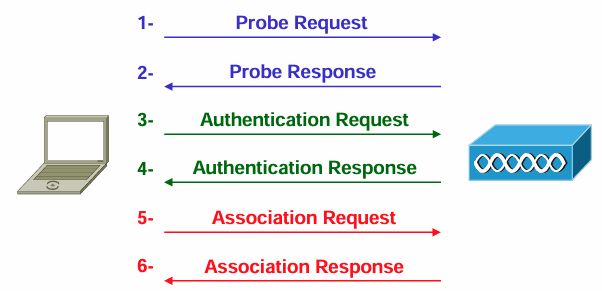 1- Probe Request
2- Probe Response
3- Authentication Request
4- Authentication Response
5- Association Request
6- Association Response